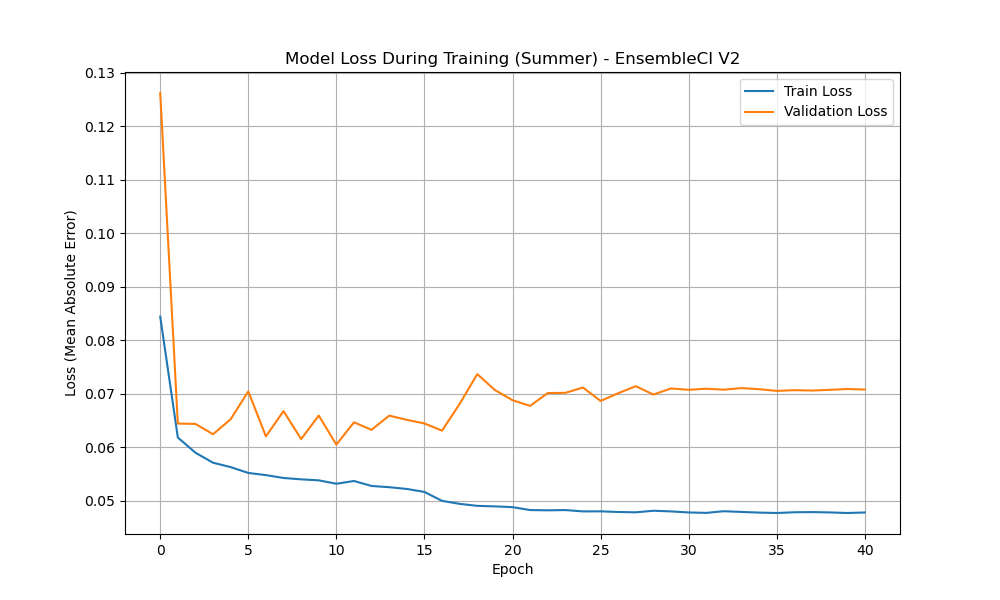 Model Loss During Training (Summer) - EnsembleCI V2
Train Loss
Validation Loss
0.13
0.12
0.11
0.10
0.09
0.08
0.07
0.06
0.05
Loss (Mean Absolute Error)
0 5 10 15 20 25 30 35 40
Epoch